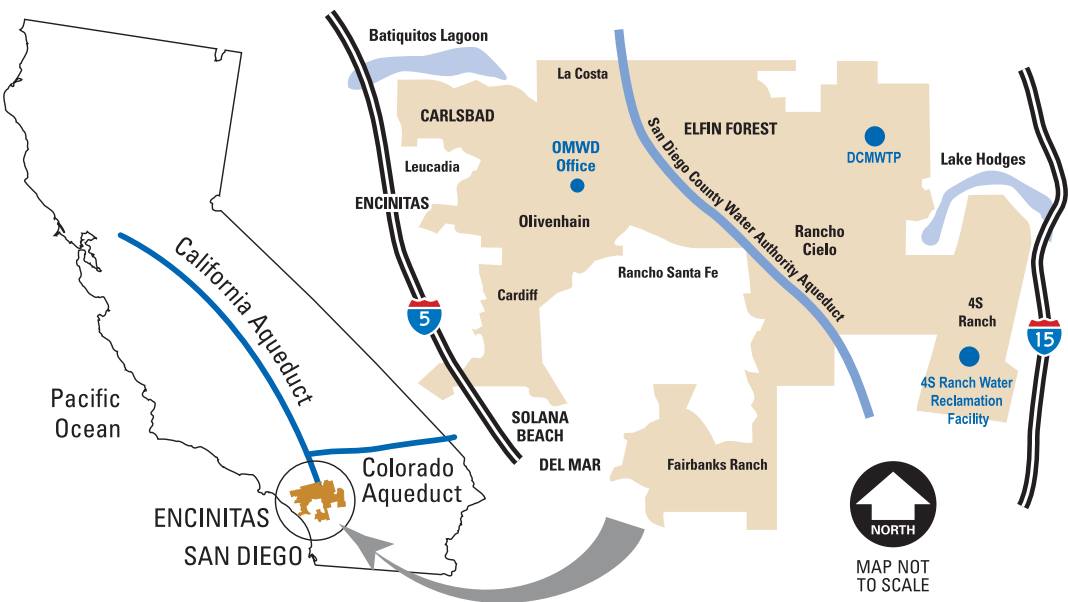 Batiquitos Lagoon
La Costa
CARLSBAD
ELFIN FOREST
OMWD
Office
DCMWTP
Leucadia
Lake Hodges
ENCINITAS
Olivenhain
San Diego County Water Authority Aqueduct
Rancho
Cielo
Rancho Santa Fe
Cardiff
5
4S
Ranch
15
4S Ranch Water
Reclamation
Facility
SOLANA
BEACH
DEL MAR
Fairbanks Ranch
California Aqueduct
Pacific
Ocean
Colorado
Aqueduct
ENCINITAS
SAN DIEGO
NORTH
MAP NOT
TO SCALE